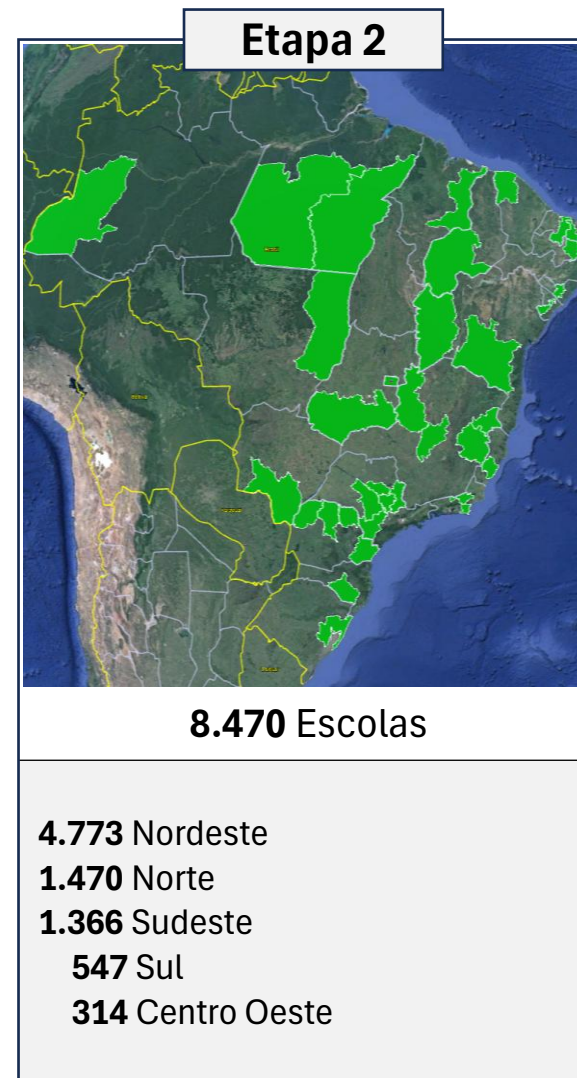 Etapa 2
8.470 Escolas
4.773 Nordeste
1.470 Norte
1.366 Sudeste
547 Sul
314 Centro Oeste